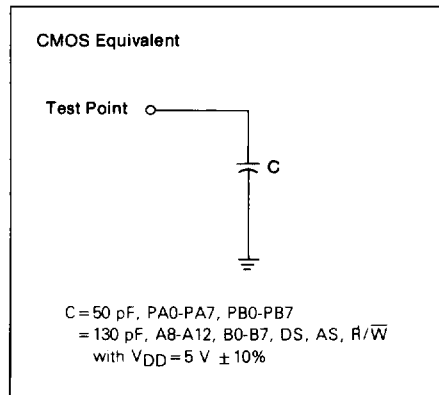 CMOS Equivalent
Test Point
C
C = 50 pF, PA0-PA7, PB0-PB7
= 130 pF, A8-A12, B0-B7, DS, AS, R/W̅
with VDD = 5 V ± 10%